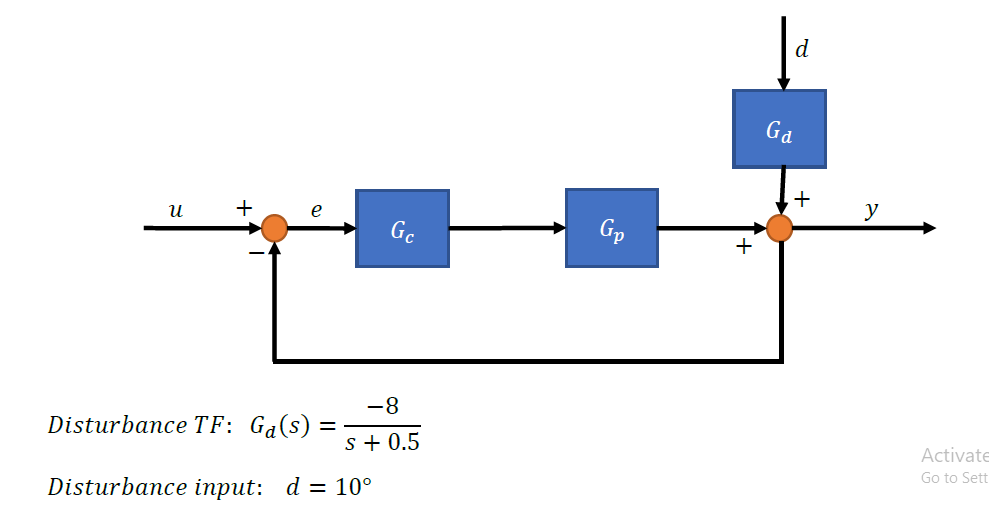 d
G_d
+
u + e G_c G_p + y
−
+
Disturbance TF: G_d(s) = −8 / (s + 0.5)
Disturbance input: d = 10°
Activate
Go to Sett